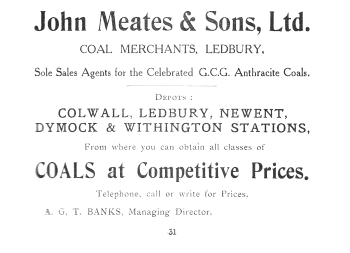 John Meates & Sons, Ltd.
COAL MERCHANTS, LEDBURY,
Sole Sales Agents for the Celebrated G.C.G. Anthracite Coals.
DEPOTS :
COLWALL, LEDBURY, NEWENT,
DYMOCK & WITHINGTON STATIONS,
From where you can obtain all classes of
COALS at Competitive Prices.
Telephone, call or write for Prices.
A. G. T. BANKS, Managing Director.
31